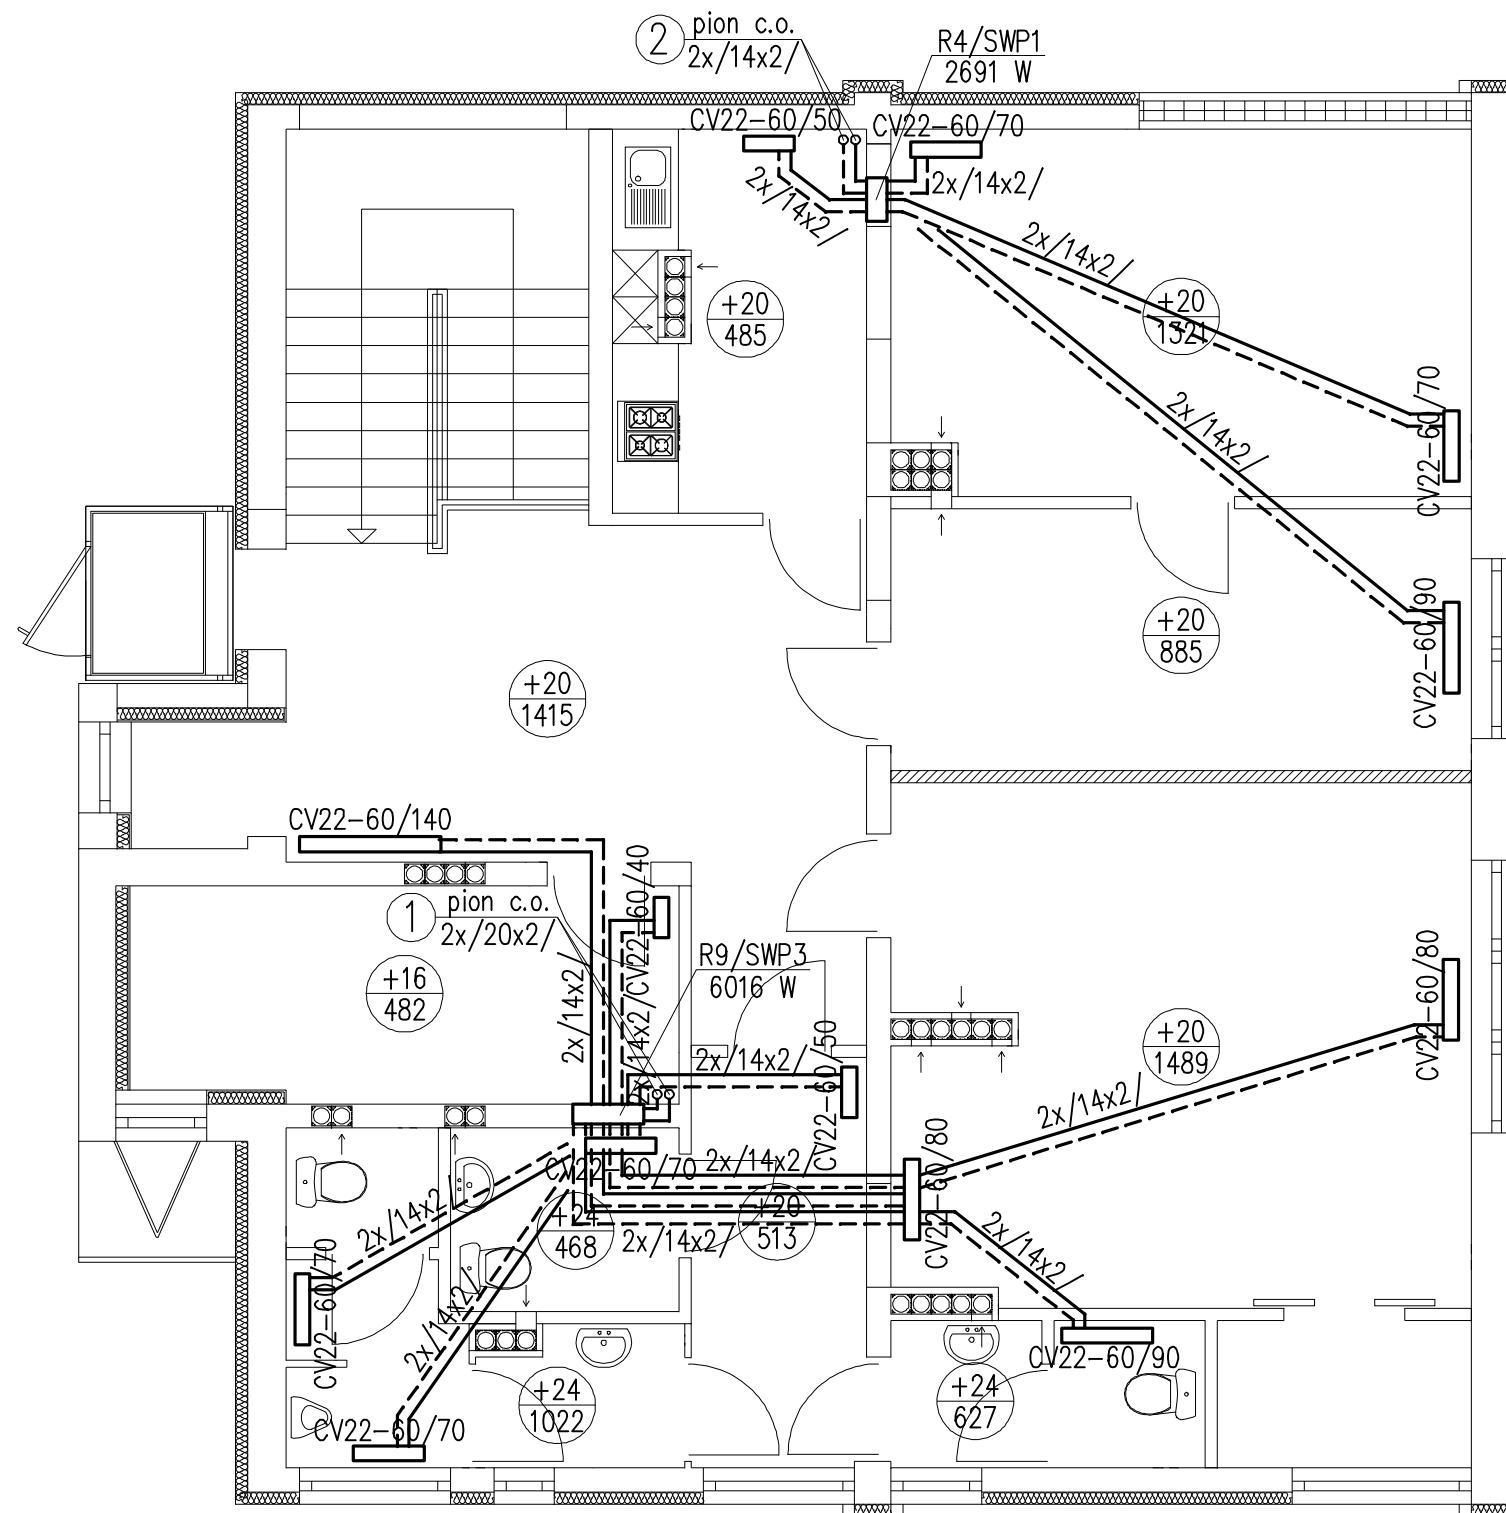 2
pion c.o.
2x/14x2/
R4/SWP1
2691 W
CV22-60/50
CV22-60/70
2x/14x2/
2x/14x2/
2x/14x2/
+20
485
+20
1321
CV22-60/70
2x/14x2/
+20
885
CV22-60/90
+20
1415
CV22-60/140
CV22-60/40
1
pion c.o.
2x/20x2/
R9/SWP3
6016 W
+16
482
2x/14x2/
2x/14x2/
2x/14x2/
CV22-60/50
CV22-60/80
+20
1489
2x/14x2/
CV22-60/70
2x/14x2/
CV22-60/80
2x/14x2/
+24
468
2x/14x2/
+20
513
2x/14x2/
CV22-60/70
2x/14x2/
CV22-60/90
+24
1022
+24
627
CV22-60/70